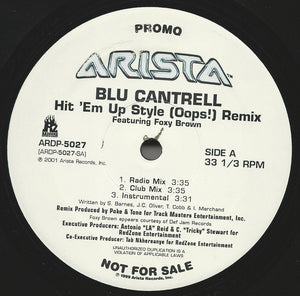 PROMO
ARISTA
BLU CANTRELL
Hit 'Em Up Style (Oops!) Remix
Featuring Foxy Brown
ARDP-5027
[ARDP-5027-SA]
℗ 2001 Arista Records, Inc.
SIDE A
33 1/3 RPM
1. Radio Mix 3:35
2. Club Mix 3:35
3. Instrumental 3:35
Written by S. Barnes, J.C. Oliver, T. Cobb & I. Marchand
Remix Produced by Poke & Tone for Track Masters Entertainment, Inc.
Foxy Brown appears courtesy of Def Jam Records
Executive Producers: Antonio "LA" Reid & C. "Tricky" Stewart for
RedZone Entertainment
Co-Executive Producer: Tab Nkhereanye for RedZone Entertainment
UNAUTHORIZED DUPLICATION IS A
VIOLATION OF APPLICABLE LAWS
NOT FOR SALE
© 1999 Arista Records, Inc.